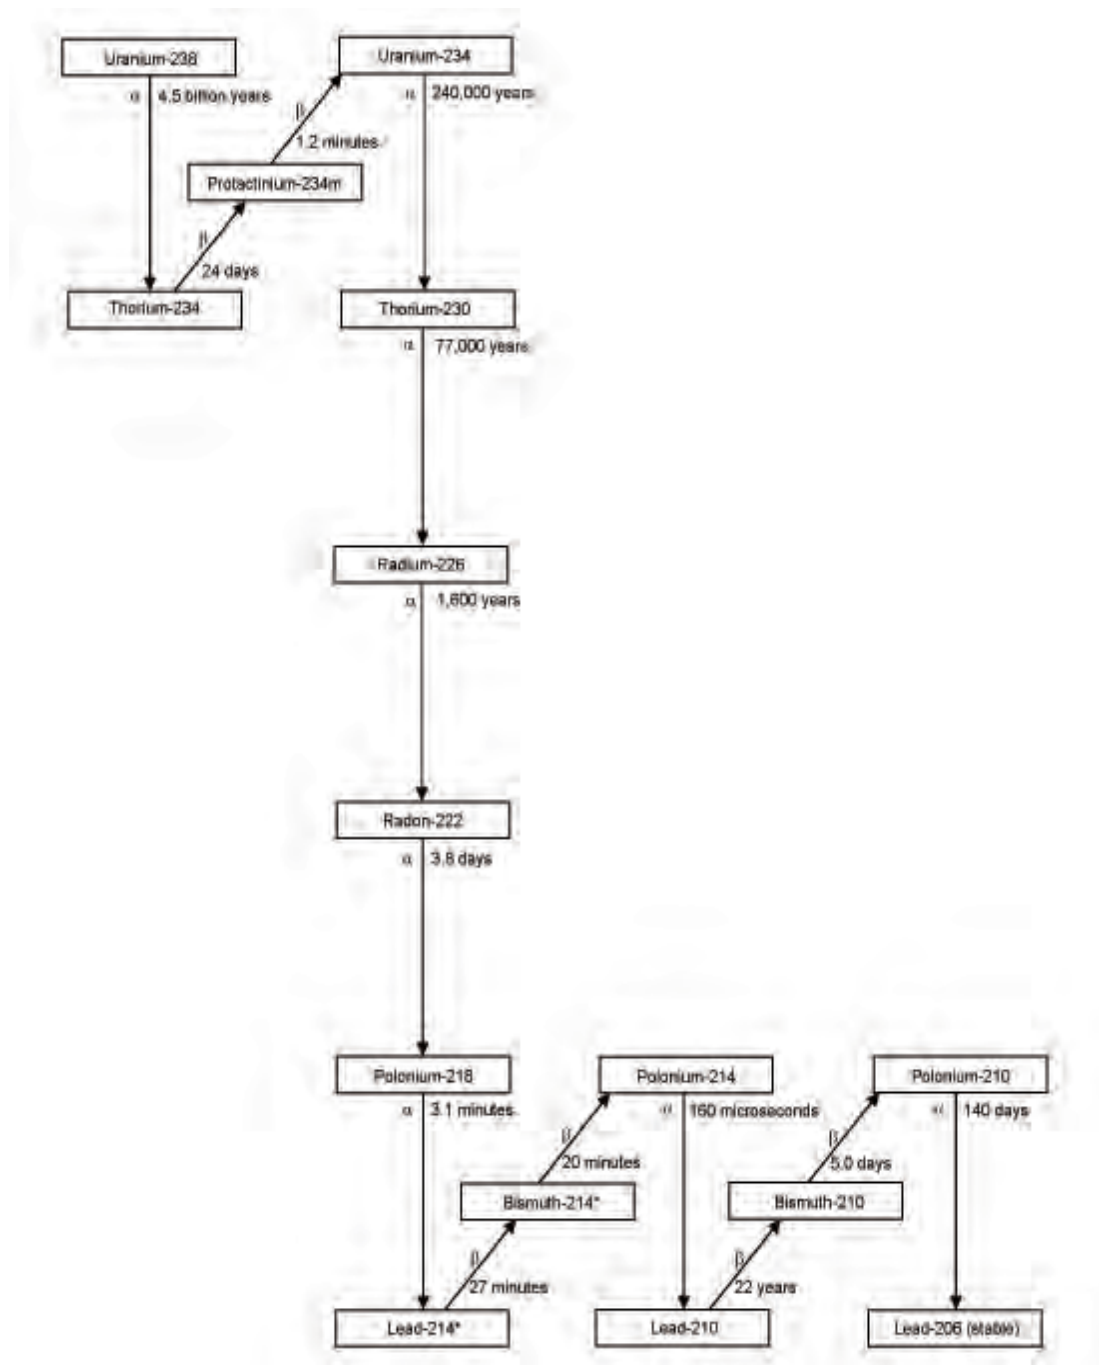 Uranium-238
Uranium-234
α 4.5 billion years
α 240,000 years
β
1.2 minutes
Protactinium-234m
β
24 days
Thorium-234
Thorium-230
α 77,000 years
Radium-226
α 1,600 years
Radon-222
α 3.8 days
Polonium-218
Polonium-214
Polonium-210
α 3.1 minutes
α 160 microseconds
α 140 days
β
20 minutes
β
5.0 days
Bismuth-214*
Bismuth-210
β
27 minutes
β
22 years
Lead-214*
Lead-210
Lead-206 (stable)